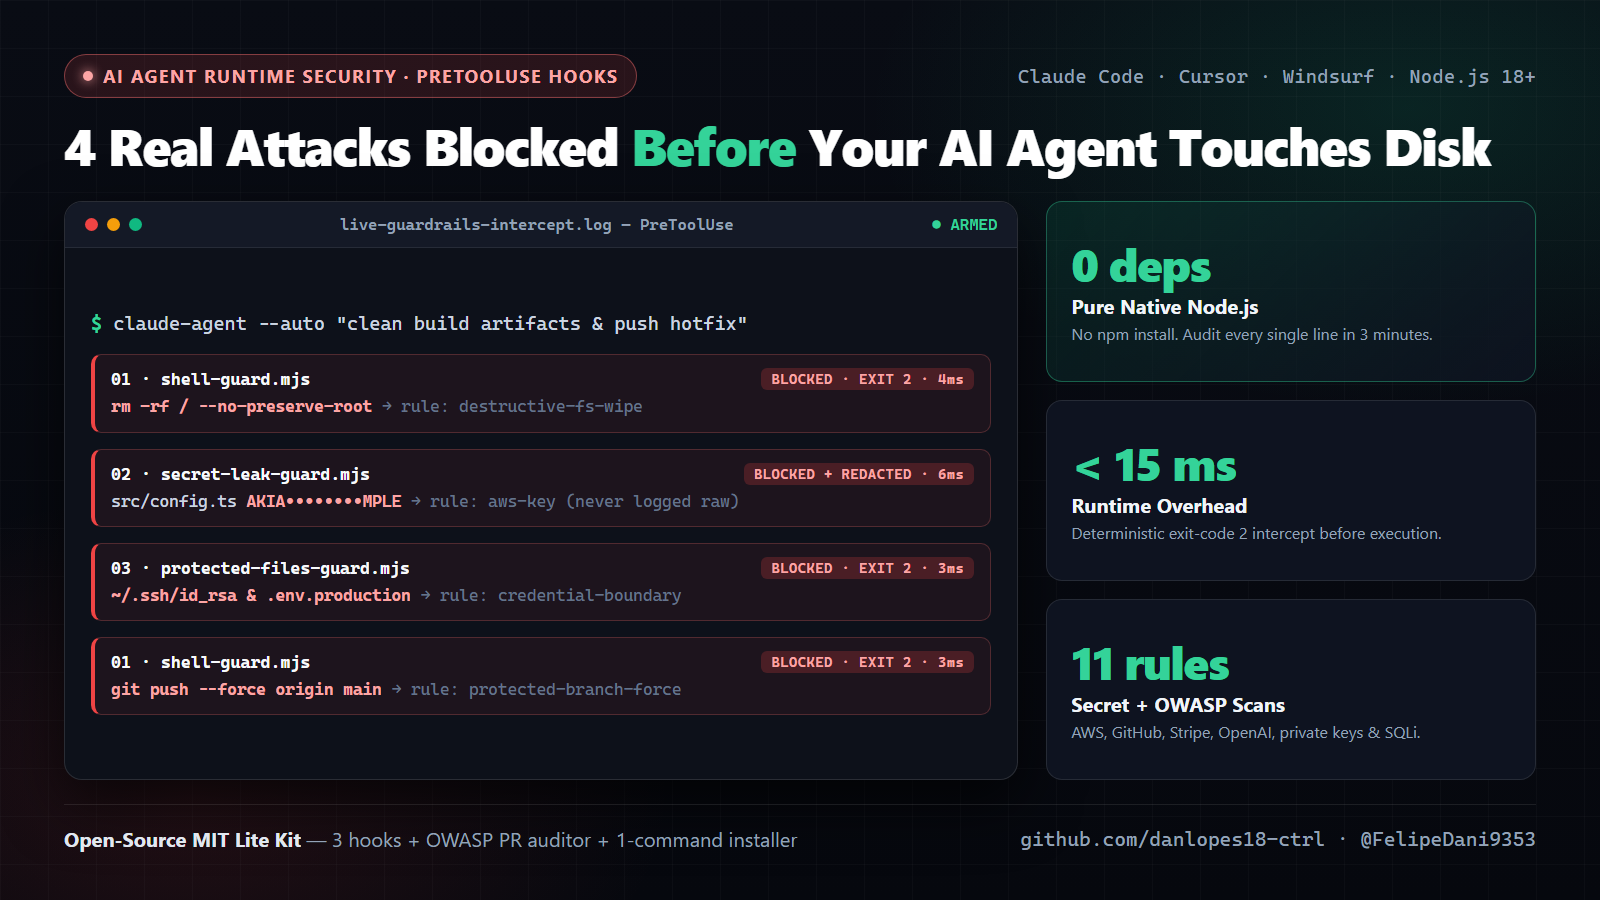 AI AGENT RUNTIME SECURITY · PRETOOLUSE HOOKS
Claude Code · Cursor · Windsurf · Node.js 18+
4 Real Attacks Blocked Before Your AI Agent Touches Disk
live-guardrails-intercept.log — PreToolUse
ARMED
$ claude-agent --auto "clean build artifacts & push hotfix"
01 · shell-guard.mjs
BLOCKED · EXIT 2 · 4ms
rm -rf / --no-preserve-root → rule: destructive-fs-wipe
02 · secret-leak-guard.mjs
BLOCKED + REDACTED · 6ms
src/config.ts AKIA••••••••MPLE → rule: aws-key (never logged raw)
03 · protected-files-guard.mjs
BLOCKED · EXIT 2 · 3ms
~/.ssh/id_rsa & .env.production → rule: credential-boundary
01 · shell-guard.mjs
BLOCKED · EXIT 2 · 3ms
git push --force origin main → rule: protected-branch-force
0 deps
Pure Native Node.js
No npm install. Audit every single line in 3 minutes.
< 15 ms
Runtime Overhead
Deterministic exit-code 2 intercept before execution.
11 rules
Secret + OWASP Scans
AWS, GitHub, Stripe, OpenAI, private keys & SQLi.
Open-Source MIT Lite Kit — 3 hooks + OWASP PR auditor + 1-command installer
github.com/danlopes18-ctrl · @FelipeDani9353